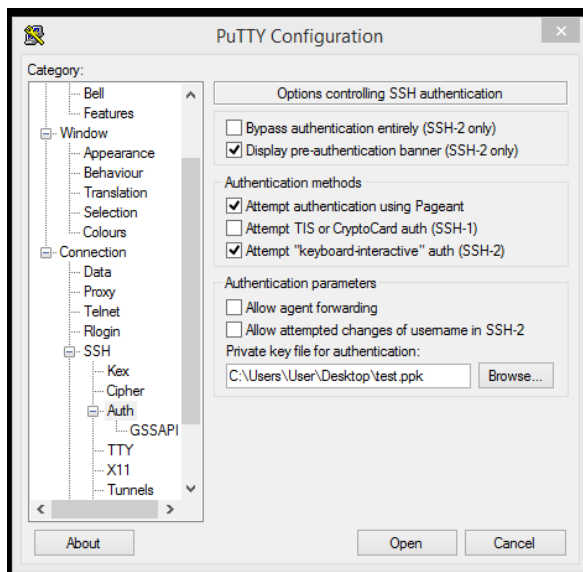 PuTTY Configuration
Category:
Bell
Features
Window
Appearance
Behaviour
Translation
Selection
Colours
Connection
Data
Proxy
Telnet
Rlogin
SSH
Kex
Cipher
Auth
GSSAPI
TTY
X11
Tunnels
Options controlling SSH authentication
Bypass authentication entirely (SSH-2 only)
Display pre-authentication banner (SSH-2 only)
Authentication methods
Attempt authentication using Pageant
Attempt TIS or CryptoCard auth (SSH-1)
Attempt "keyboard-interactive" auth (SSH-2)
Authentication parameters
Allow agent forwarding
Allow attempted changes of username in SSH-2
Private key file for authentication:
C:\Users\User\Desktop\test.ppk
Browse...
About
Open
Cancel